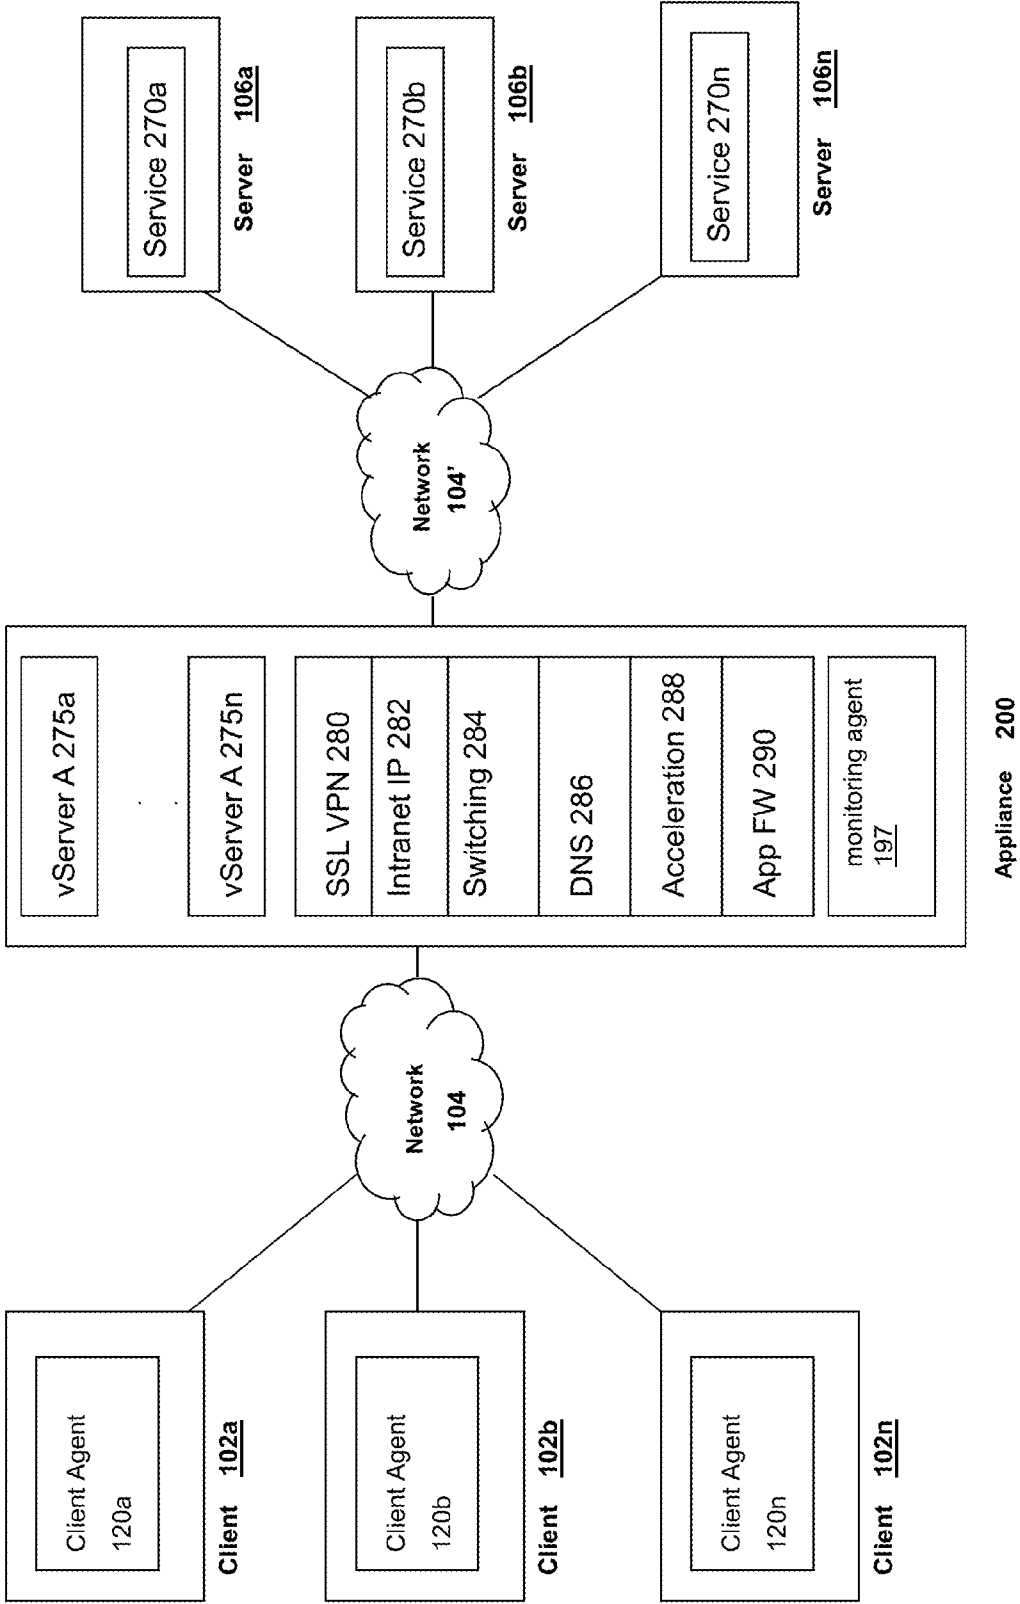 Client Agent
120a
Client 102a
Client Agent
120b
Client 102b
Client Agent
120n
Client 102n
Network
104
vServer A 275a
vServer A 275n
SSL VPN 280
Intranet IP 282
Switching 284
DNS 286
Acceleration 288
App FW 290
monitoring agent
197
Appliance 200
Network
104'
Service 270a
Server 106a
Service 270b
Server 106b
Service 270n
Server 106n